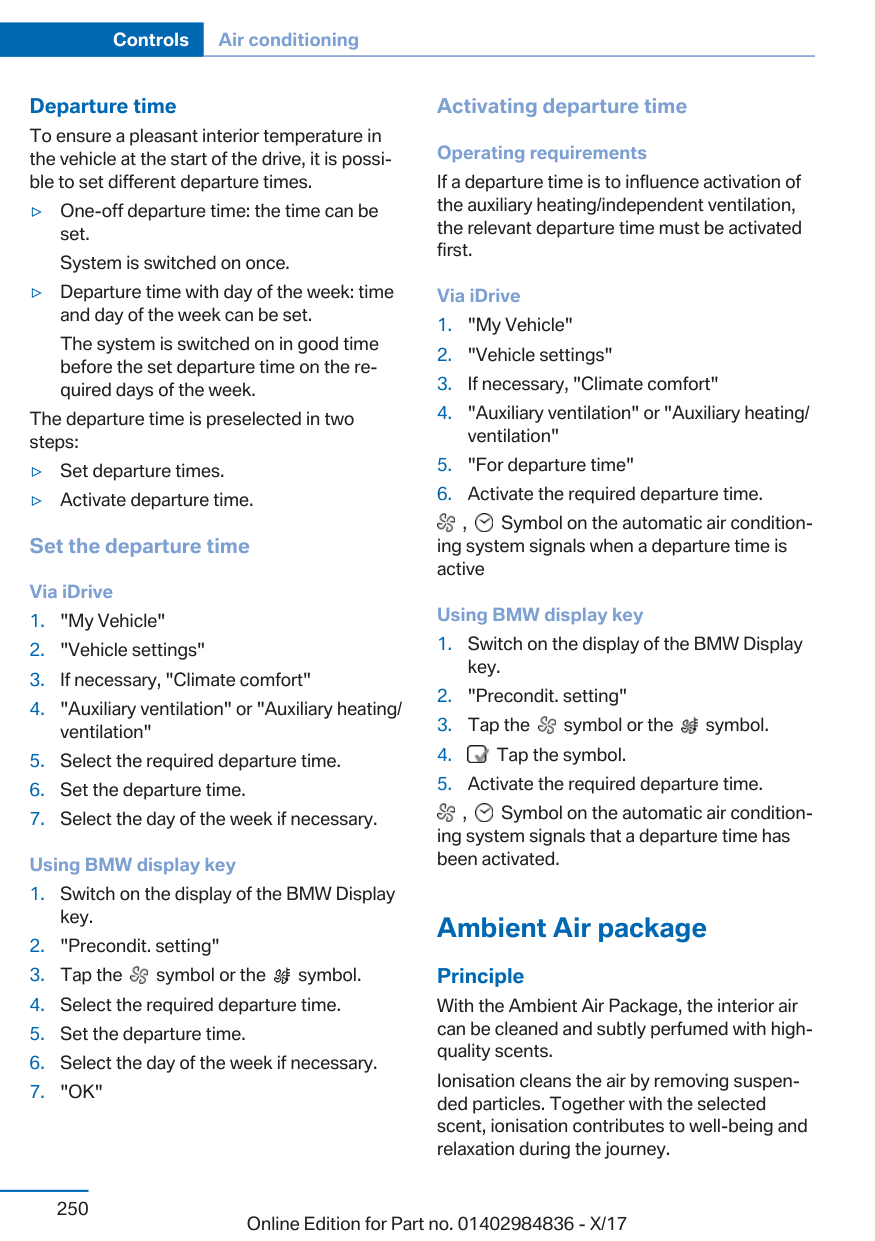 Controls Air conditioning
Departure time
To ensure a pleasant interior temperature in
the vehicle at the start of the drive, it is possi-
ble to set different departure times.
▷ One-off departure time: the time can be
set.
System is switched on once.
▷ Departure time with day of the week: time
and day of the week can be set.
The system is switched on in good time
before the set departure time on the re-
quired days of the week.
The departure time is preselected in two
steps:
▷ Set departure times.
▷ Activate departure time.
Set the departure time
Via iDrive
1. "My Vehicle"
2. "Vehicle settings"
3. If necessary, "Climate comfort"
4. "Auxiliary ventilation" or "Auxiliary heating/
ventilation"
5. Select the required departure time.
6. Set the departure time.
7. Select the day of the week if necessary.
Using BMW display key
1. Switch on the display of the BMW Display
key.
2. "Precondit. setting"
3. Tap the symbol or the symbol.
4. Select the required departure time.
5. Set the departure time.
6. Select the day of the week if necessary.
7. "OK"
Activating departure time
Operating requirements
If a departure time is to influence activation of
the auxiliary heating/independent ventilation,
the relevant departure time must be activated
first.
Via iDrive
1. "My Vehicle"
2. "Vehicle settings"
3. If necessary, "Climate comfort"
4. "Auxiliary ventilation" or "Auxiliary heating/
ventilation"
5. "For departure time"
6. Activate the required departure time.
, Symbol on the automatic air condition-
ing system signals when a departure time is
active
Using BMW display key
1. Switch on the display of the BMW Display
key.
2. "Precondit. setting"
3. Tap the symbol or the symbol.
4. Tap the symbol.
5. Activate the required departure time.
, Symbol on the automatic air condition-
ing system signals that a departure time has
been activated.
Ambient Air package
Principle
With the Ambient Air Package, the interior air
can be cleaned and subtly perfumed with high-
quality scents.
Ionisation cleans the air by removing suspen-
ded particles. Together with the selected
scent, ionisation contributes to well-being and
relaxation during the journey.
250
Online Edition for Part no. 01402984836 - X/17